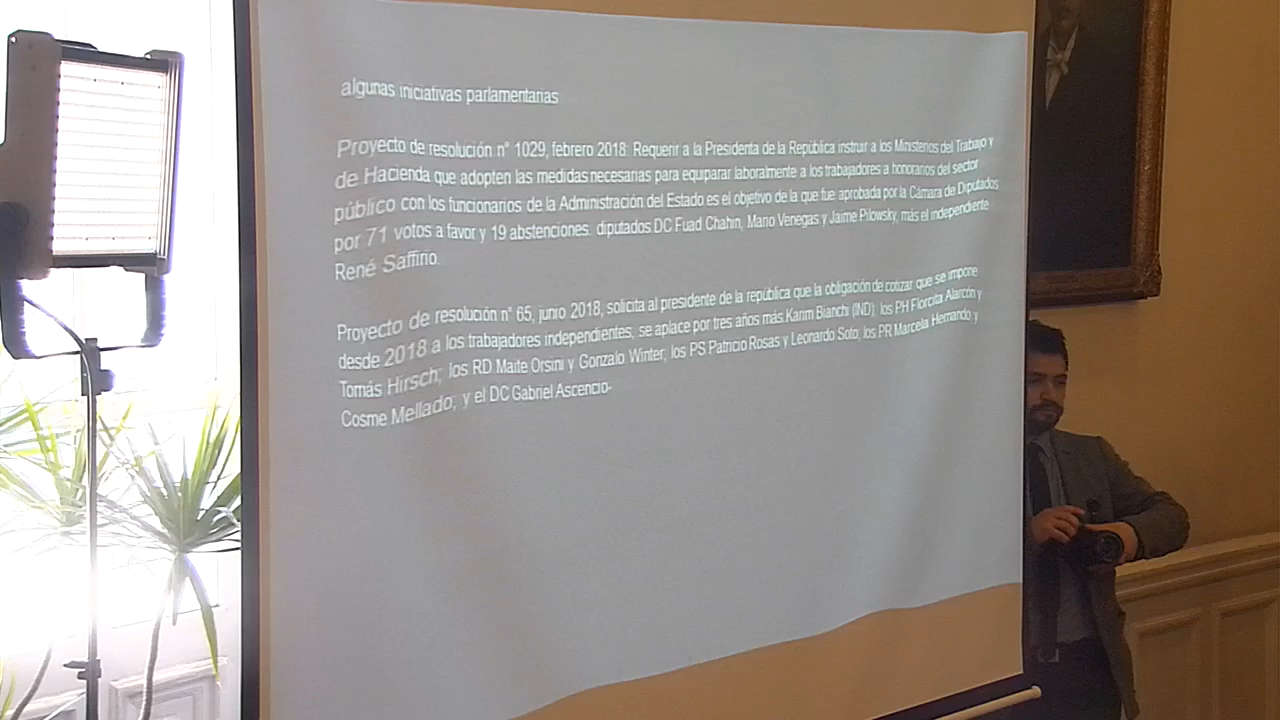 algunas iniciativas parlamentarias
Proyecto de resolución n° 1029, febrero 2018: Requerir a la Presidenta de la República instruir a los Ministerios del Trabajo y
de Hacienda que adopten las medidas necesarias para equiparar laboralmente a los trabajadores a honorarios del sector
público con los funcionarios de la Administración del Estado es el objetivo de la que fue aprobada por la Cámara de Diputados
por 71 votos a favor y 19 abstenciones. diputados DC Fuad Chahin, Mario Venegas y Jaime Pilowsky, más el independiente
René Saffirio.
Proyecto de resolución n° 65, junio 2018, solicita al presidente de la república que la obligación de cotizar que se impone
desde 2018 a los trabajadores independientes, se aplace por tres años más Karim Bianchi (IND); los PH Florcita Alarcón y
Tomás Hirsch; los RD Maite Orsini y Gonzalo Winter; los PS Patricio Rosas y Leonardo Soto; los PR Marcela Hernando y
Cosme Mellado; y el DC Gabriel Ascencio-